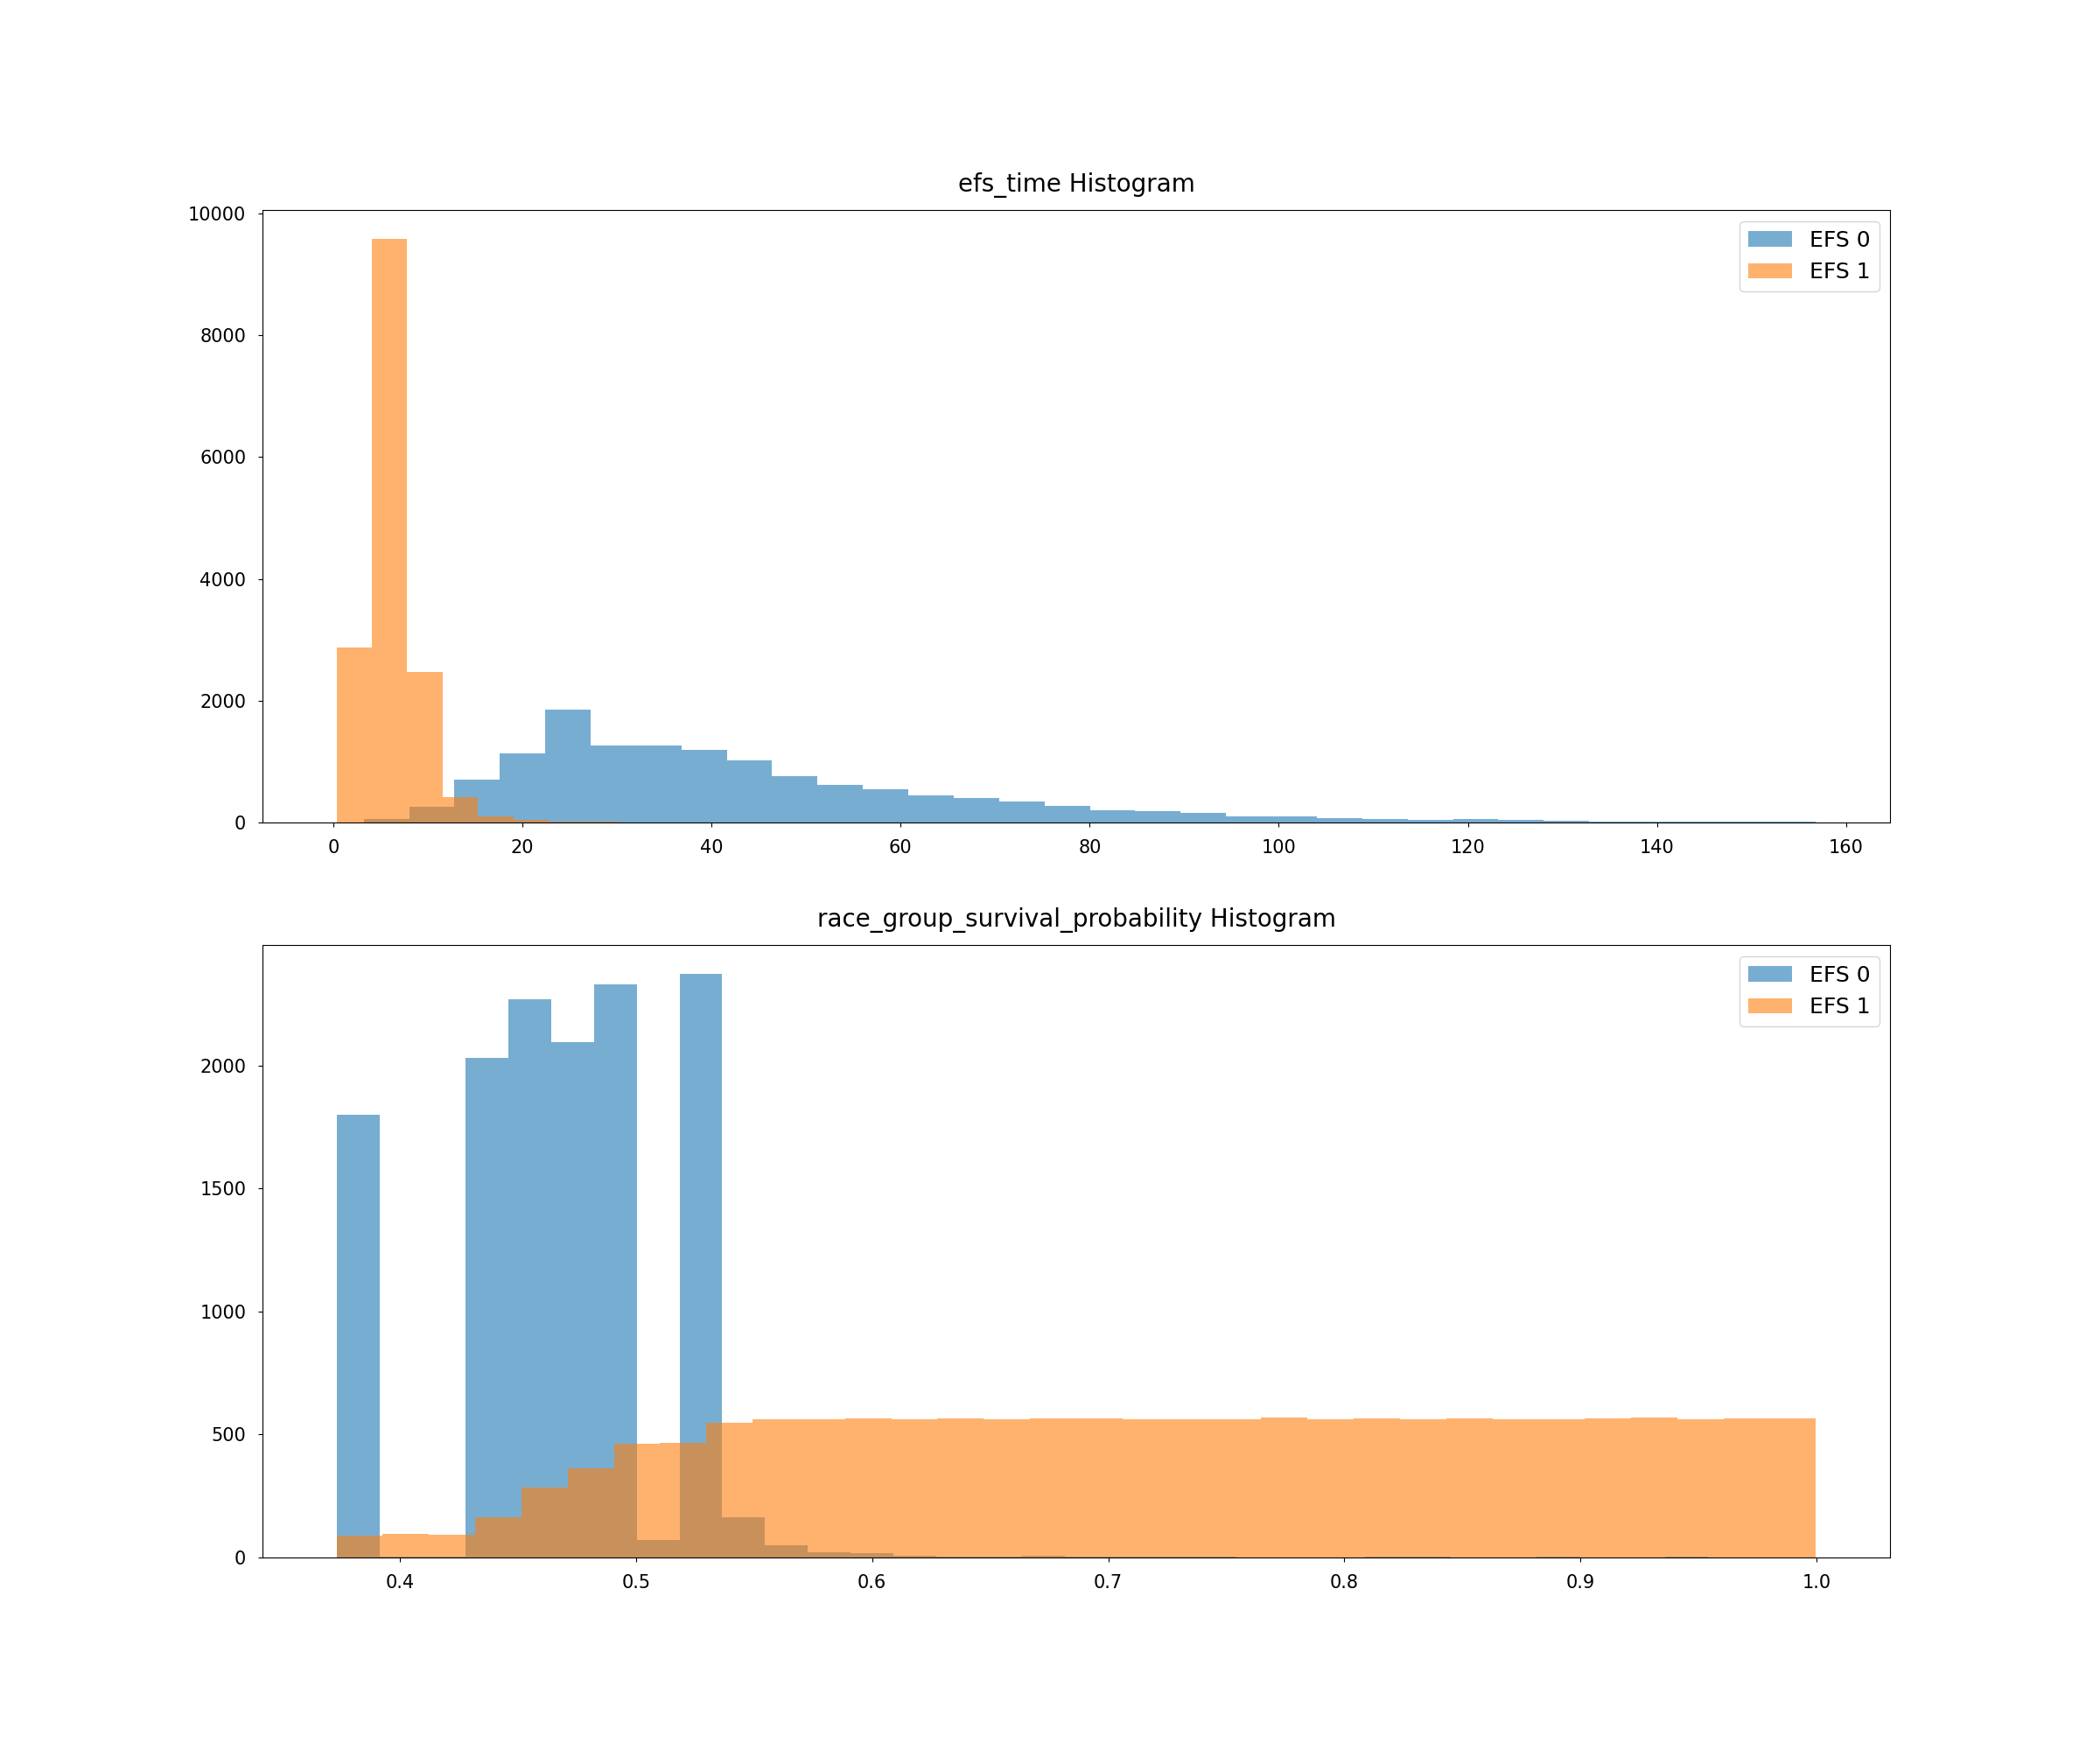 efs_time Histogram
10000
8000
6000
4000
2000
0
EFS 0
EFS 1
0 20 40 60 80 100 120 140 160
race_group_survival_probability Histogram
2000
1500
1000
500
0
EFS 0
EFS 1
0.4 0.5 0.6 0.7 0.8 0.9 1.0